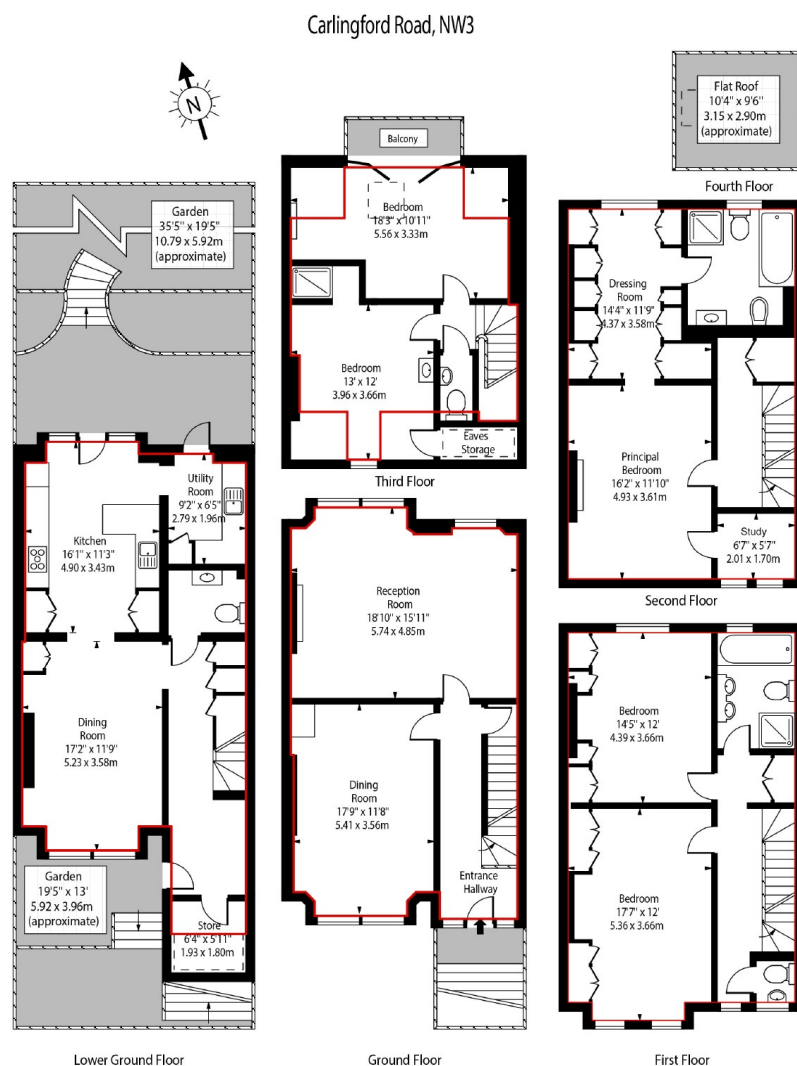 Carlingford Road, NW3
N
Balcony
Bedroom
18'3" x 10'11"
5.56 x 3.33m
Bedroom
13' x 12'
3.96 x 3.66m
Eaves
Storage
Third Floor
Flat Roof
10'4" x 9'6"
3.15 x 2.90m
(approximate)
Fourth Floor
Garden
35'5" x 19'5"
10.79 x 5.92m
(approximate)
Utility
Room
9'2" x 6'5"
2.79 x 1.96m
Kitchen
16'1" x 11'3"
4.90 x 3.43m
Dining
Room
17'2" x 11'9"
5.23 x 3.58m
Garden
19'5" x 13'
5.92 x 3.96m
(approximate)
Store
6'4" x 5'11"
1.93 x 1.80m
Lower Ground Floor
Reception
Room
18'10" x 15'11"
5.74 x 4.85m
Dining
Room
17'9" x 11'8"
5.41 x 3.56m
Entrance
Hallway
Ground Floor
Dressing
Room
14'4" x 11'9"
4.37 x 3.58m
Principal
Bedroom
16'2" x 11'10"
4.93 x 3.61m
Study
6'7" x 5'7"
2.01 x 1.70m
Second Floor
Bedroom
14'5" x 12'
4.39 x 3.66m
Bedroom
17'7" x 12'
5.36 x 3.66m
First Floor